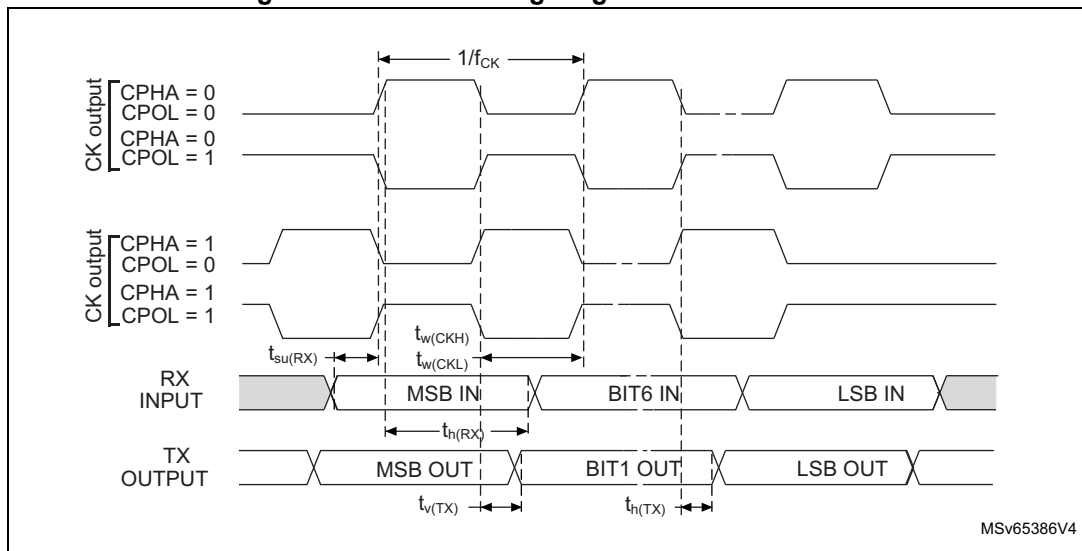 1/fCK
CK output
CPHA = 0
CPOL = 0
CPHA = 0
CPOL = 1
CK output
CPHA = 1
CPOL = 0
CPHA = 1
CPOL = 1
tw(CKH)
tw(CKL)
tsu(RX)
RX
INPUT
MSB IN
BIT6 IN
LSB IN
th(RX)
TX
OUTPUT
MSB OUT
BIT1 OUT
LSB OUT
tv(TX)
th(TX)
MSv65386V4